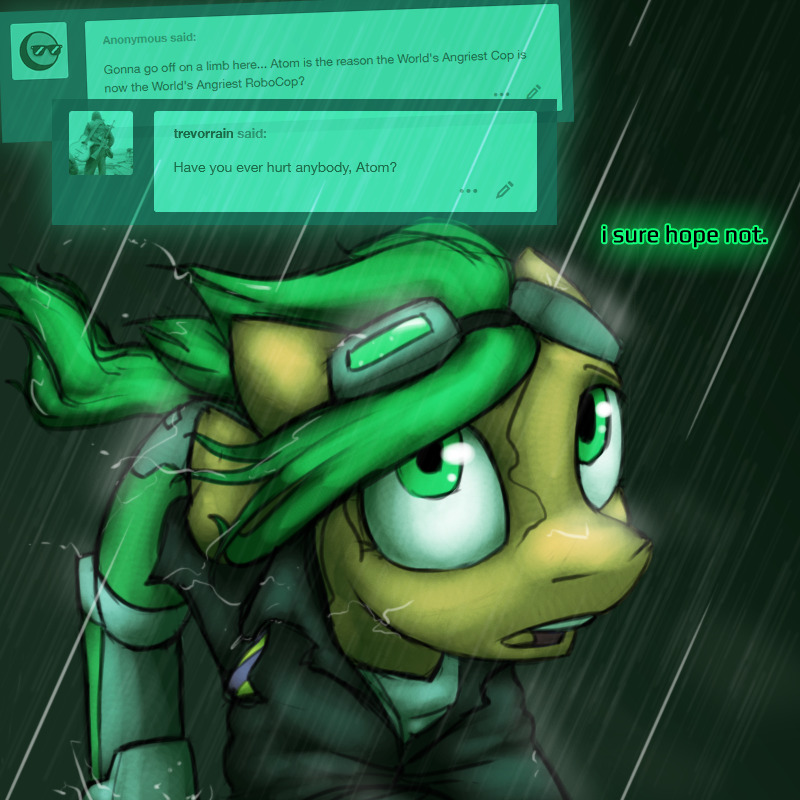 Anonymous said:
Gonna go off on a limb here... Atom is the reason the World's Angriest Cop is
now the World's Angriest RoboCop?
trevorrain said:
Have you ever hurt anybody, Atom?
i sure hope not.